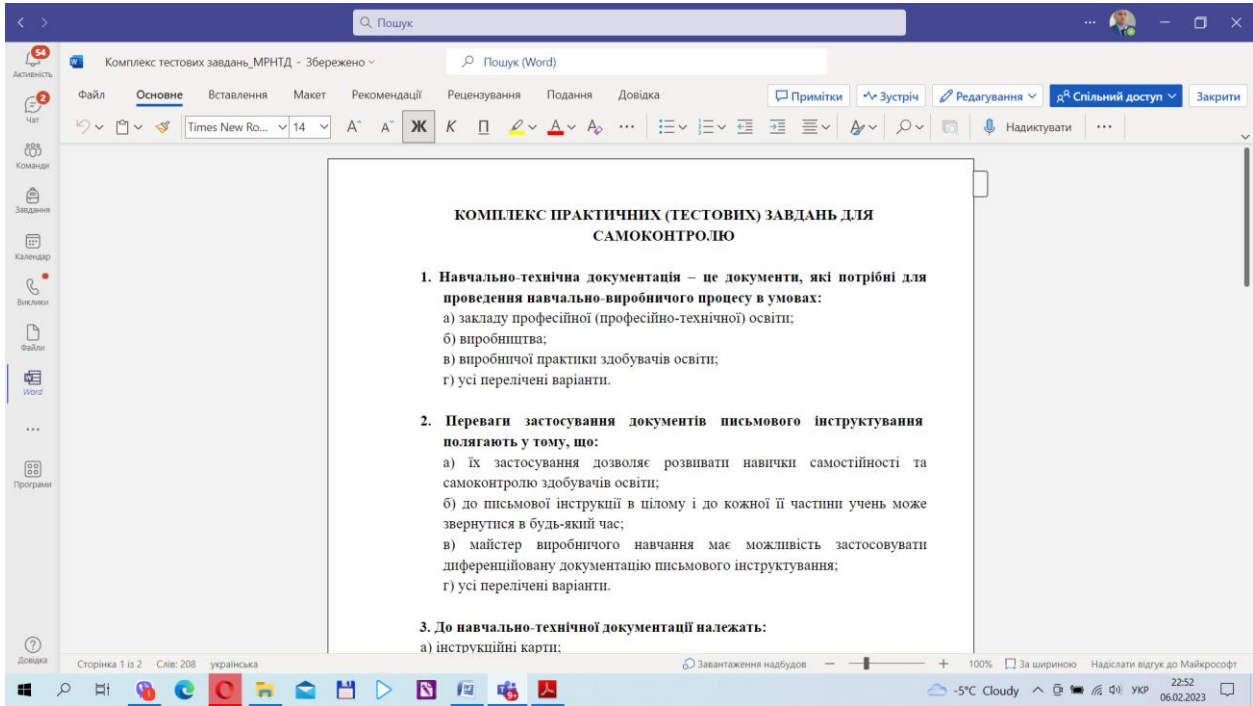 Пошук
54
Активність
Комплекс тестових завдань_МРНТД - Збережено
Пошук (Word)
Файл Основне Вставлення Макет Рекомендації Рецензування Подання Довідка
Примітки Зустріч Редагування Спільний доступ Закрити
2
Чат
Times New Ro... 14 Ж К П
Надиктувати
Команди
Завдання
Календар
Виклики
Файли
Word
Програми
Довідка
КОМПЛЕКС ПРАКТИЧНИХ (ТЕСТОВИХ) ЗАВДАНЬ ДЛЯ
САМОКОНТРОЛЮ
1. Навчально-технічна документація – це документи, які потрібні для
проведення навчально-виробничого процесу в умовах:
а) закладу професійної (професійно-технічної) освіти;
б) виробництва;
в) виробничої практики здобувачів освіти;
г) усі перелічені варіанти.
2. Переваги застосування документів письмового інструктування
полягають у тому, що:
а) їх застосування дозволяє розвивати навички самостійності та
самоконтролю здобувачів освіти;
б) до письмової інструкції в цілому і до кожної її частини учень може
звернутися в будь-який час;
в) майстер виробничого навчання має можливість застосовувати
диференційовану документацію письмового інструктування;
г) усі перелічені варіанти.
3. До навчально-технічної документації належать:
а) інструкційні карти;
Сторінка 1 із 2 Слів: 208 українська
Завантаження надбудов 100% За шириною Надіслати відгук до Майкрософт
-5°C Cloudy УКР 22:52
06.02.2023